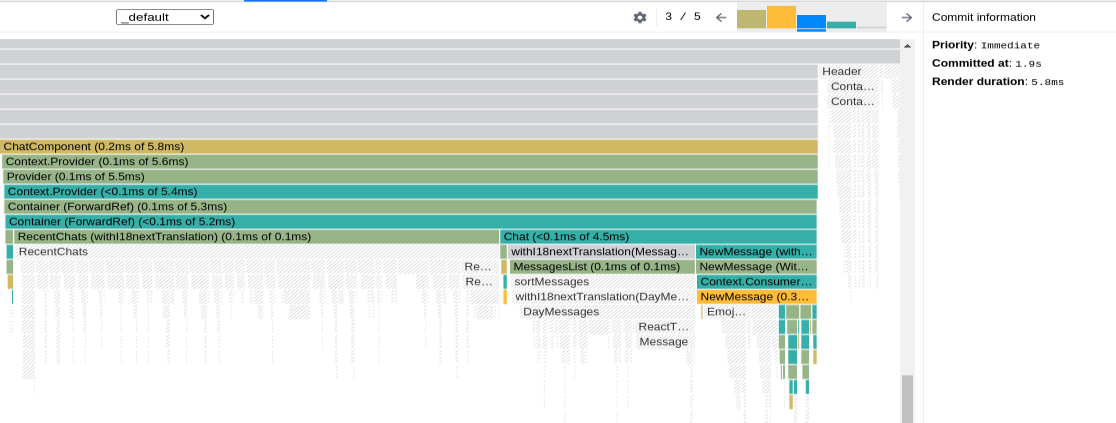 _default
3 / 5
Commit information
Priority: Immediate
Committed at: 1.9s
Render duration: 5.8ms
Header
Conta…
Conta…
ChatComponent (0.2ms of 5.8ms)
Context.Provider (0.1ms of 5.6ms)
Provider (0.1ms of 5.5ms)
Context.Provider (<0.1ms of 5.4ms)
Container (ForwardRef) (0.1ms of 5.3ms)
Container (ForwardRef) (<0.1ms of 5.2ms)
RecentChats (withI18nextTranslation) (0.1ms of 0.1ms)
Chat (<0.1ms of 4.5ms)
RecentChats
withI18nextTranslation(Messag…
NewMessage (with…
Re…
MessagesList (0.1ms of 0.1ms)
NewMessage (Wit…
Re…
sortMessages
Context.Consumer…
withI18nextTranslation(DayMe…
NewMessage (0.3…
DayMessages
Emoj…
ReactT…
Message